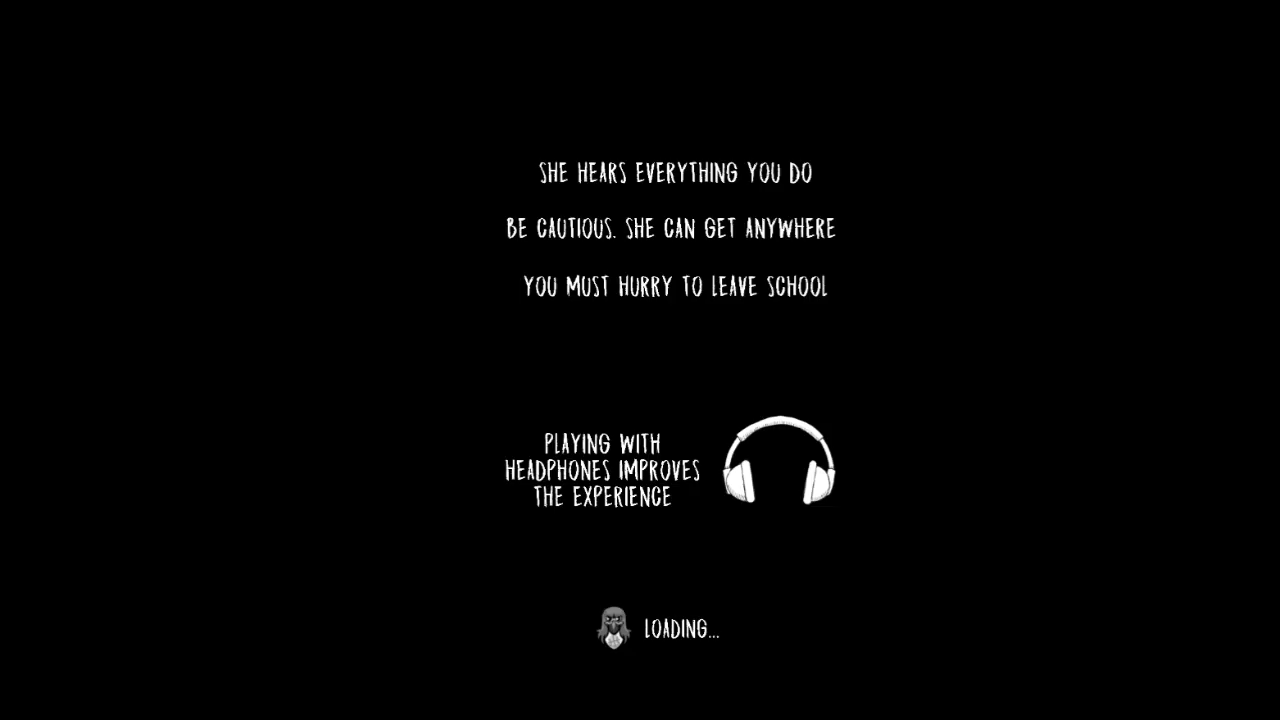 SHE HEARS EVERYTHING YOU DO
BE CAUTIOUS. SHE CAN GET ANYWHERE
YOU MUST HURRY TO LEAVE SCHOOL
PLAYING WITH
HEADPHONES IMPROVES
THE EXPERIENCE
LOADING...